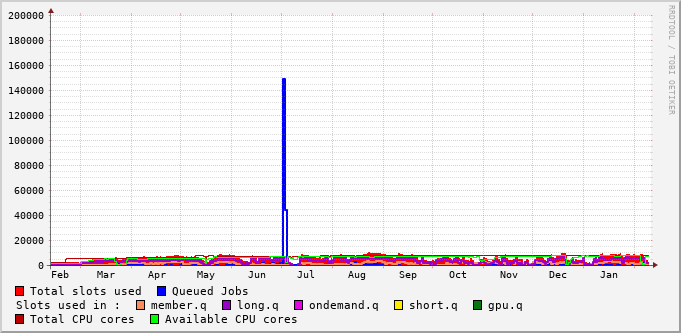 200000
180000
160000
140000
120000
100000
80000
60000
40000
20000
0
Feb Mar Apr May Jun Jul Aug Sep Oct Nov Dec Jan
RRDTOOL / TOBI OETIKER
Total slots used Queued Jobs
Slots used in : member.q long.q ondemand.q short.q gpu.q
Total CPU cores Available CPU cores